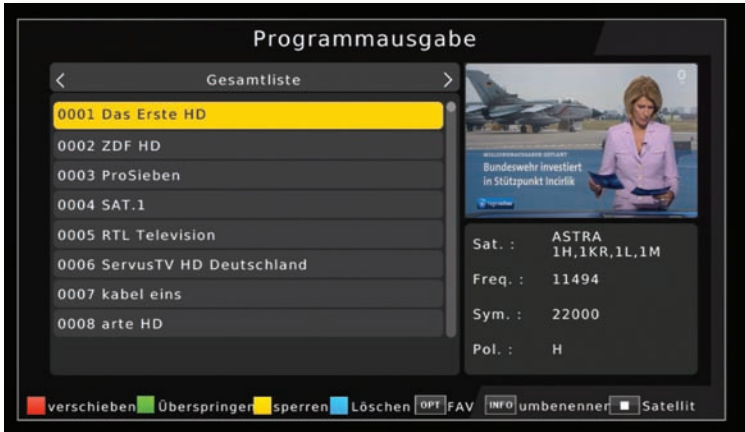 Programmausgabe
Gesamtliste
0001 Das Erste HD
0002 ZDF HD
0003 ProSieben
0004 SAT.1
0005 RTL Television
0006 ServusTV HD Deutschland
0007 kabel eins
0008 arte HD
Bundeswehr investiert
in Stützpunkt Incirlik
Sat. : ASTRA
1H,1KR,1L,1M
Freq. : 11494
Sym. : 22000
Pol. : H
verschieben Überspringen sperren Löschen OPT FAV INFO umbenenner Satellit